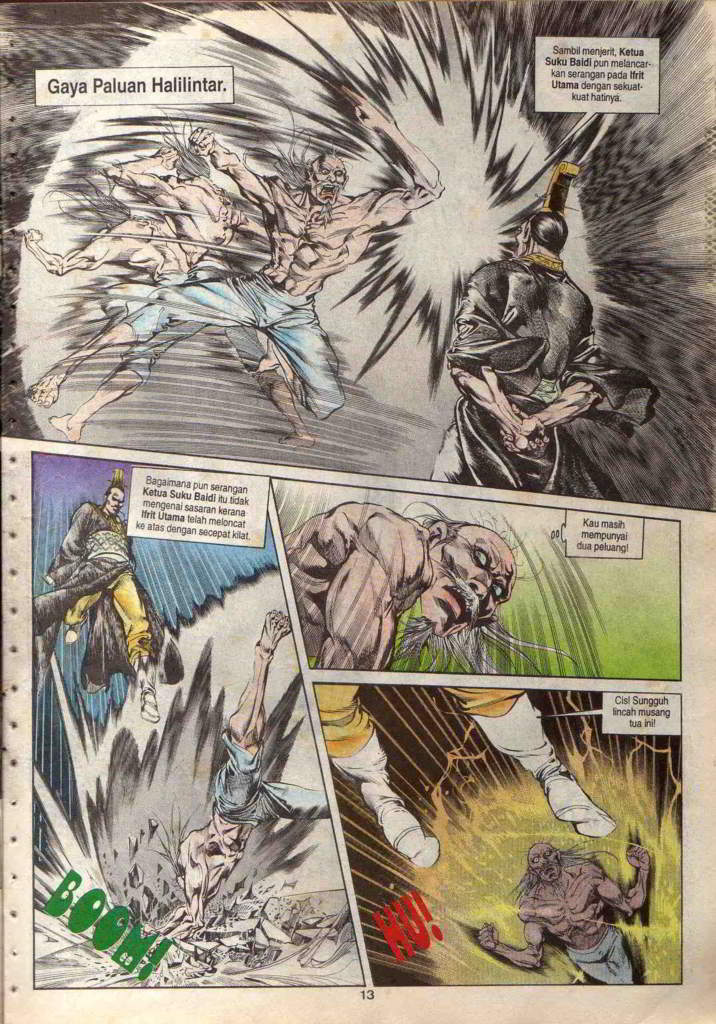 Gaya Paluan Halilintar.
Sambil menjerit, Ketua
Suku Baidi pun melancar-
kan serangan pada Ifrit
Utama dengan sekuat-
kuat hatinya.
Bagaimana pun serangan
Ketua Suku Baidi itu tidak
mengenai sasaran kerana
Ifrit Utama telah meloncat
ke atas dengan secepat kilat.
Kau masih
mempunyai
dua peluang!
Cis! Sungguh
lincah musang
tua ini!
BOOM!
HU!
13